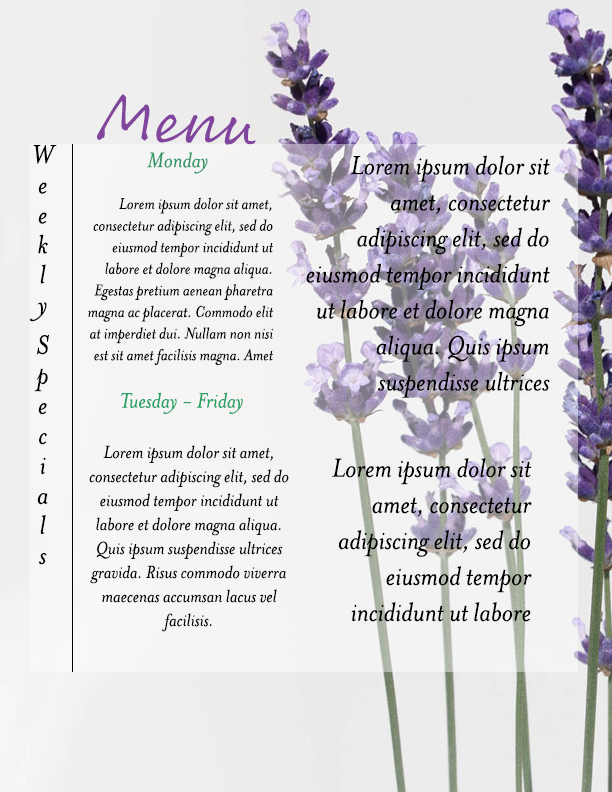 Menu
Weekly Specials
Monday
Lorem ipsum dolor sit amet,
consectetur adipiscing elit, sed do
eiusmod tempor incididunt ut
labore et dolore magna aliqua.
Egestas pretium aenean pharetra
magna ac placerat. Commodo elit
at imperdiet dui. Nullam non nisi
est sit amet facilisis magna. Amet
Tuesday – Friday
Lorem ipsum dolor sit amet,
consectetur adipiscing elit, sed do
eiusmod tempor incididunt ut
labore et dolore magna aliqua.
Quis ipsum suspendisse ultrices
gravida. Risus commodo viverra
maecenas accumsan lacus vel
facilisis.
Lorem ipsum dolor sit
amet, consectetur
adipiscing elit, sed do
eiusmod tempor incididunt
ut labore et dolore magna
aliqua. Quis ipsum
suspendisse ultrices
Lorem ipsum dolor sit
amet, consectetur
adipiscing elit, sed do
eiusmod tempor
incididunt ut labore